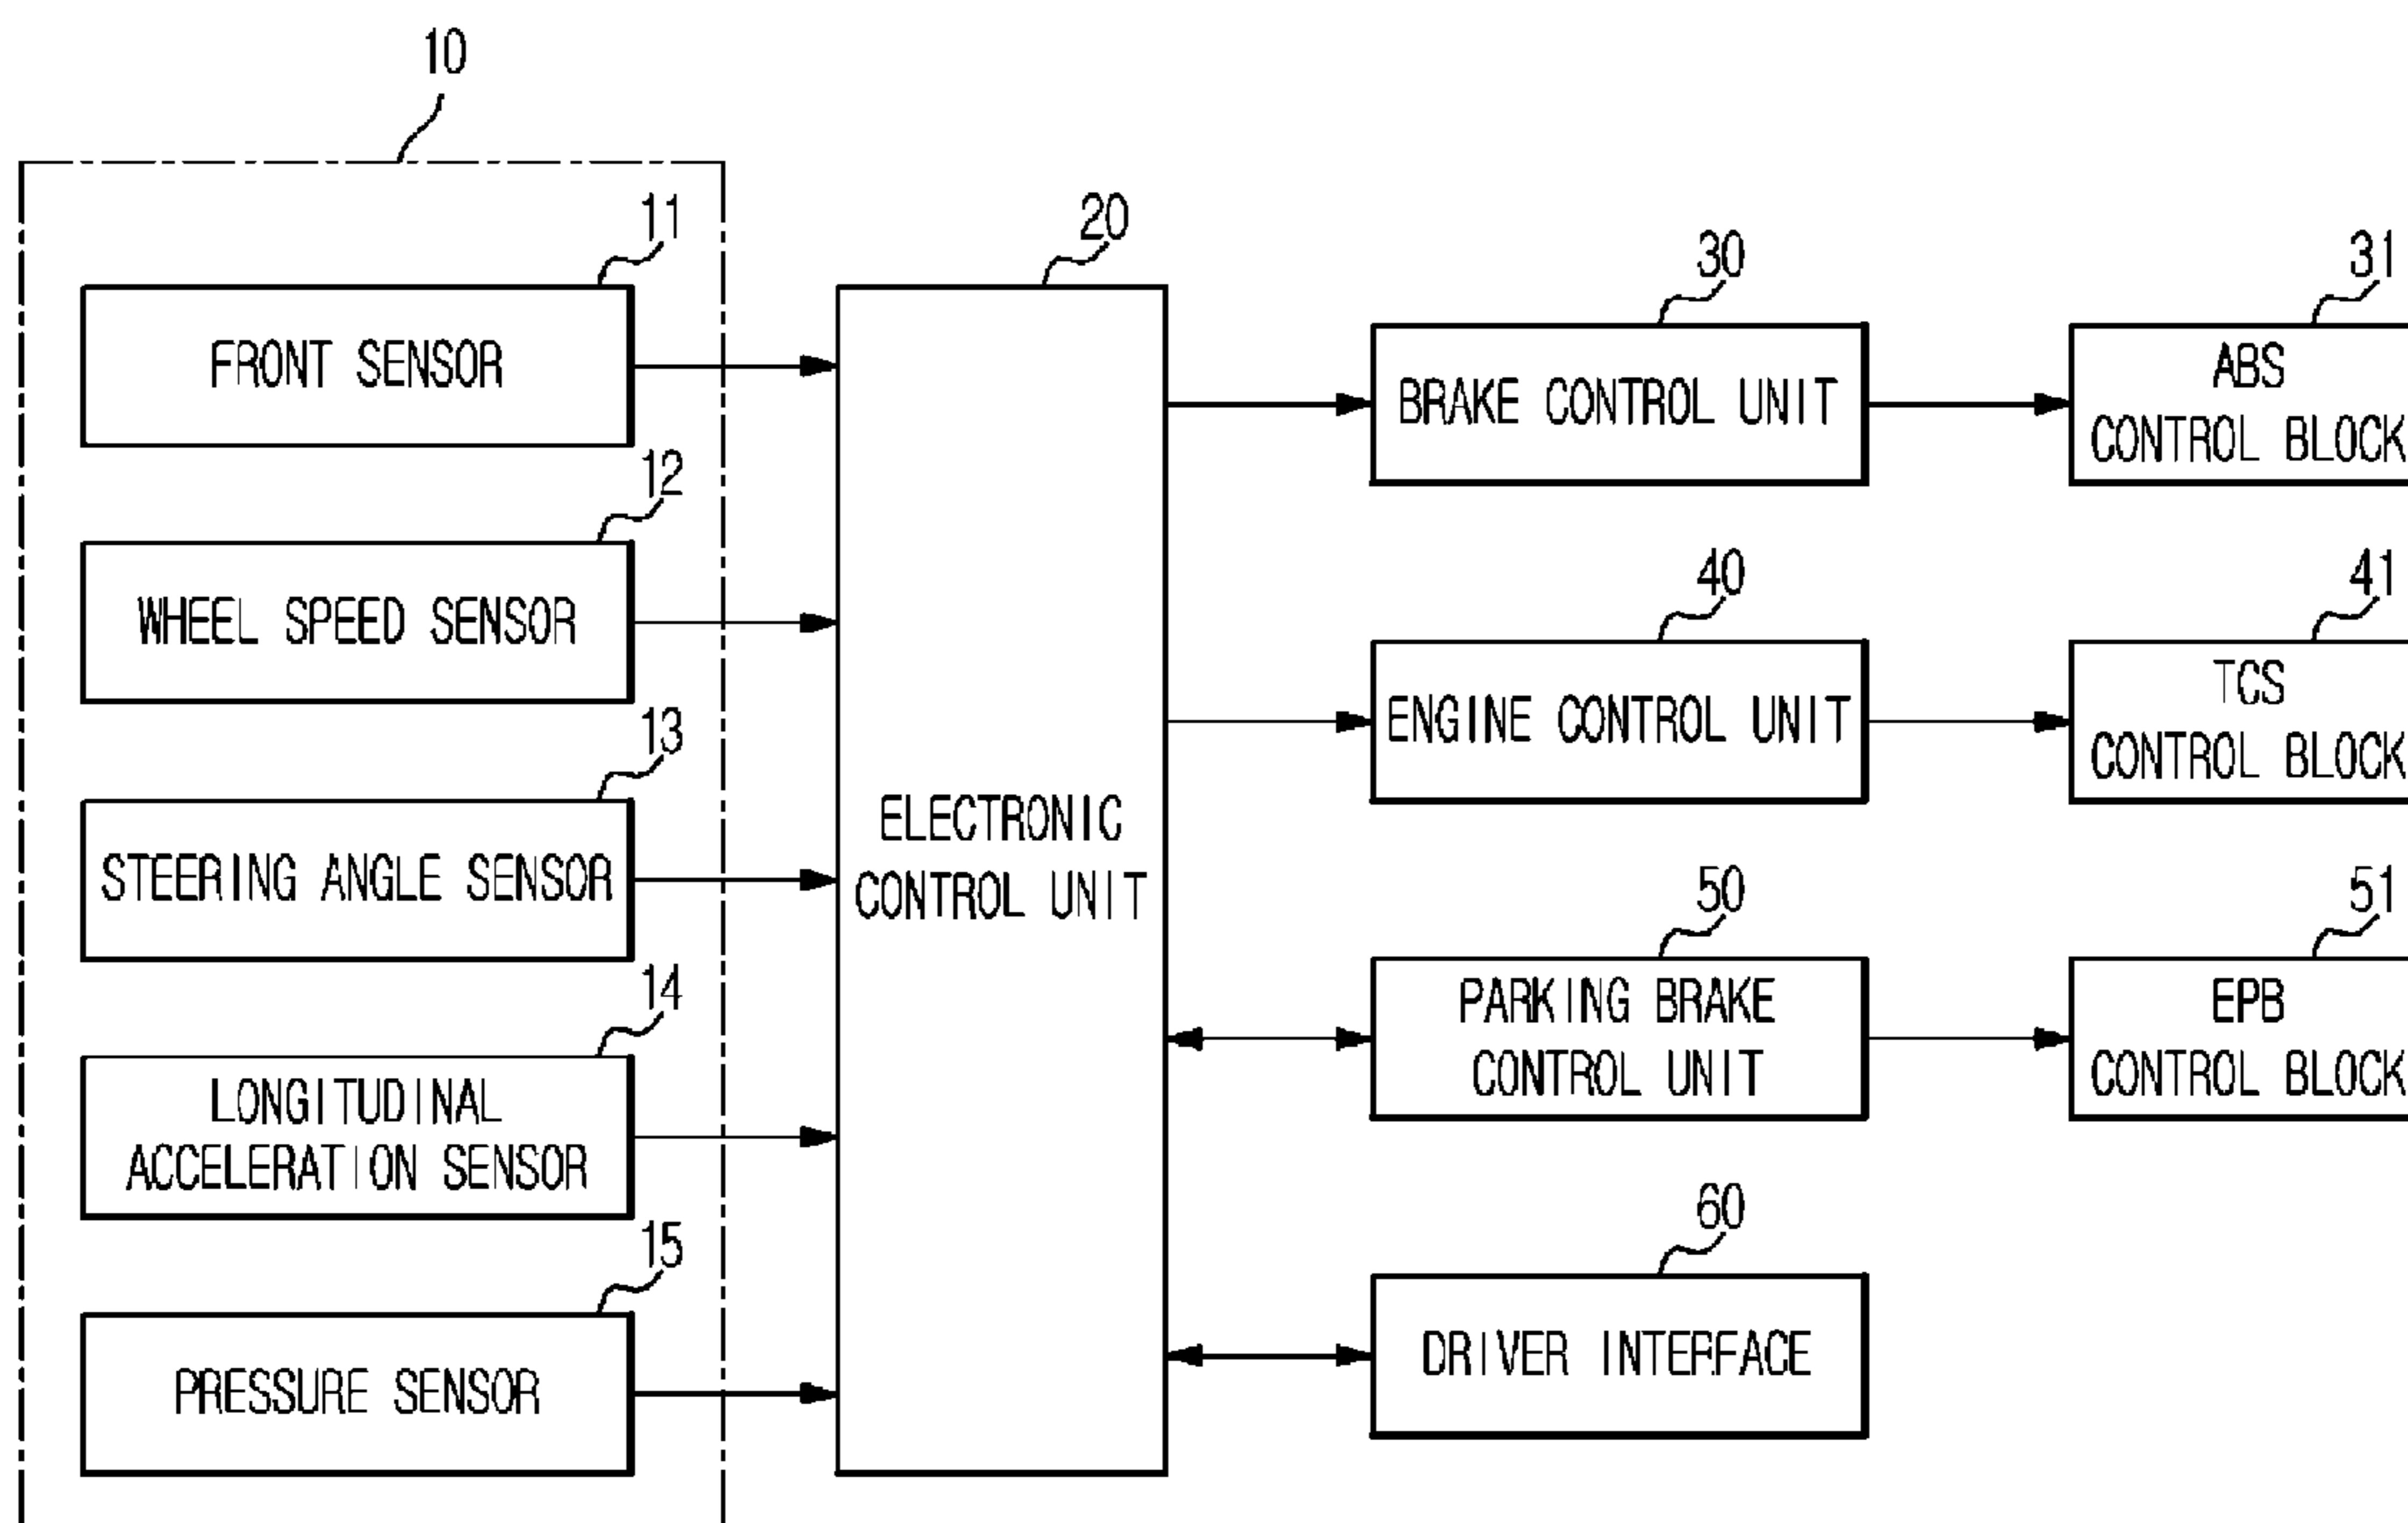 10
11
FRONT SENSOR
12
WHEEL SPEED SENSOR
13
STEERING ANGLE SENSOR
14
LONGITUDINAL
ACCELERATION SENSOR
15
PRESSURE SENSOR
20
ELECTRONIC
CONTROL UNIT
30
BRAKE CONTROL UNIT
31
ABS
CONTROL BLOCK
40
ENGINE CONTROL UNIT
41
TCS
CONTROL BLOCK
50
PARKING BRAKE
CONTROL UNIT
51
EPB
CONTROL BLOCK
60
DRIVER INTERFACE